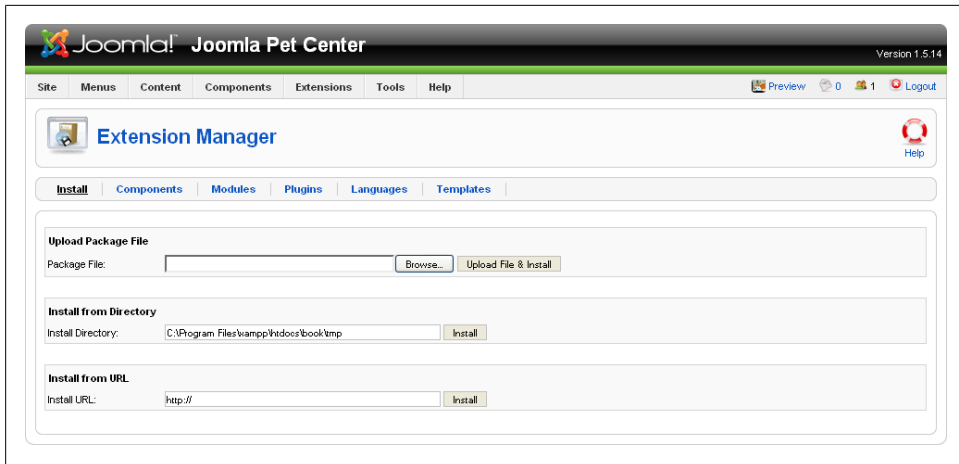 Joomla! Joomla Pet Center
Version 1.5.14
Site Menus Content Components Extensions Tools Help Preview 0 1 Logout
Extension Manager
Help
Install Components Modules Plugins Languages Templates
Upload Package File
Package File: Browse... Upload File & Install
Install from Directory
Install Directory: C:\Program Files\xampp\htdocs\book\tmp Install
Install from URL
Install URL: http:// Install